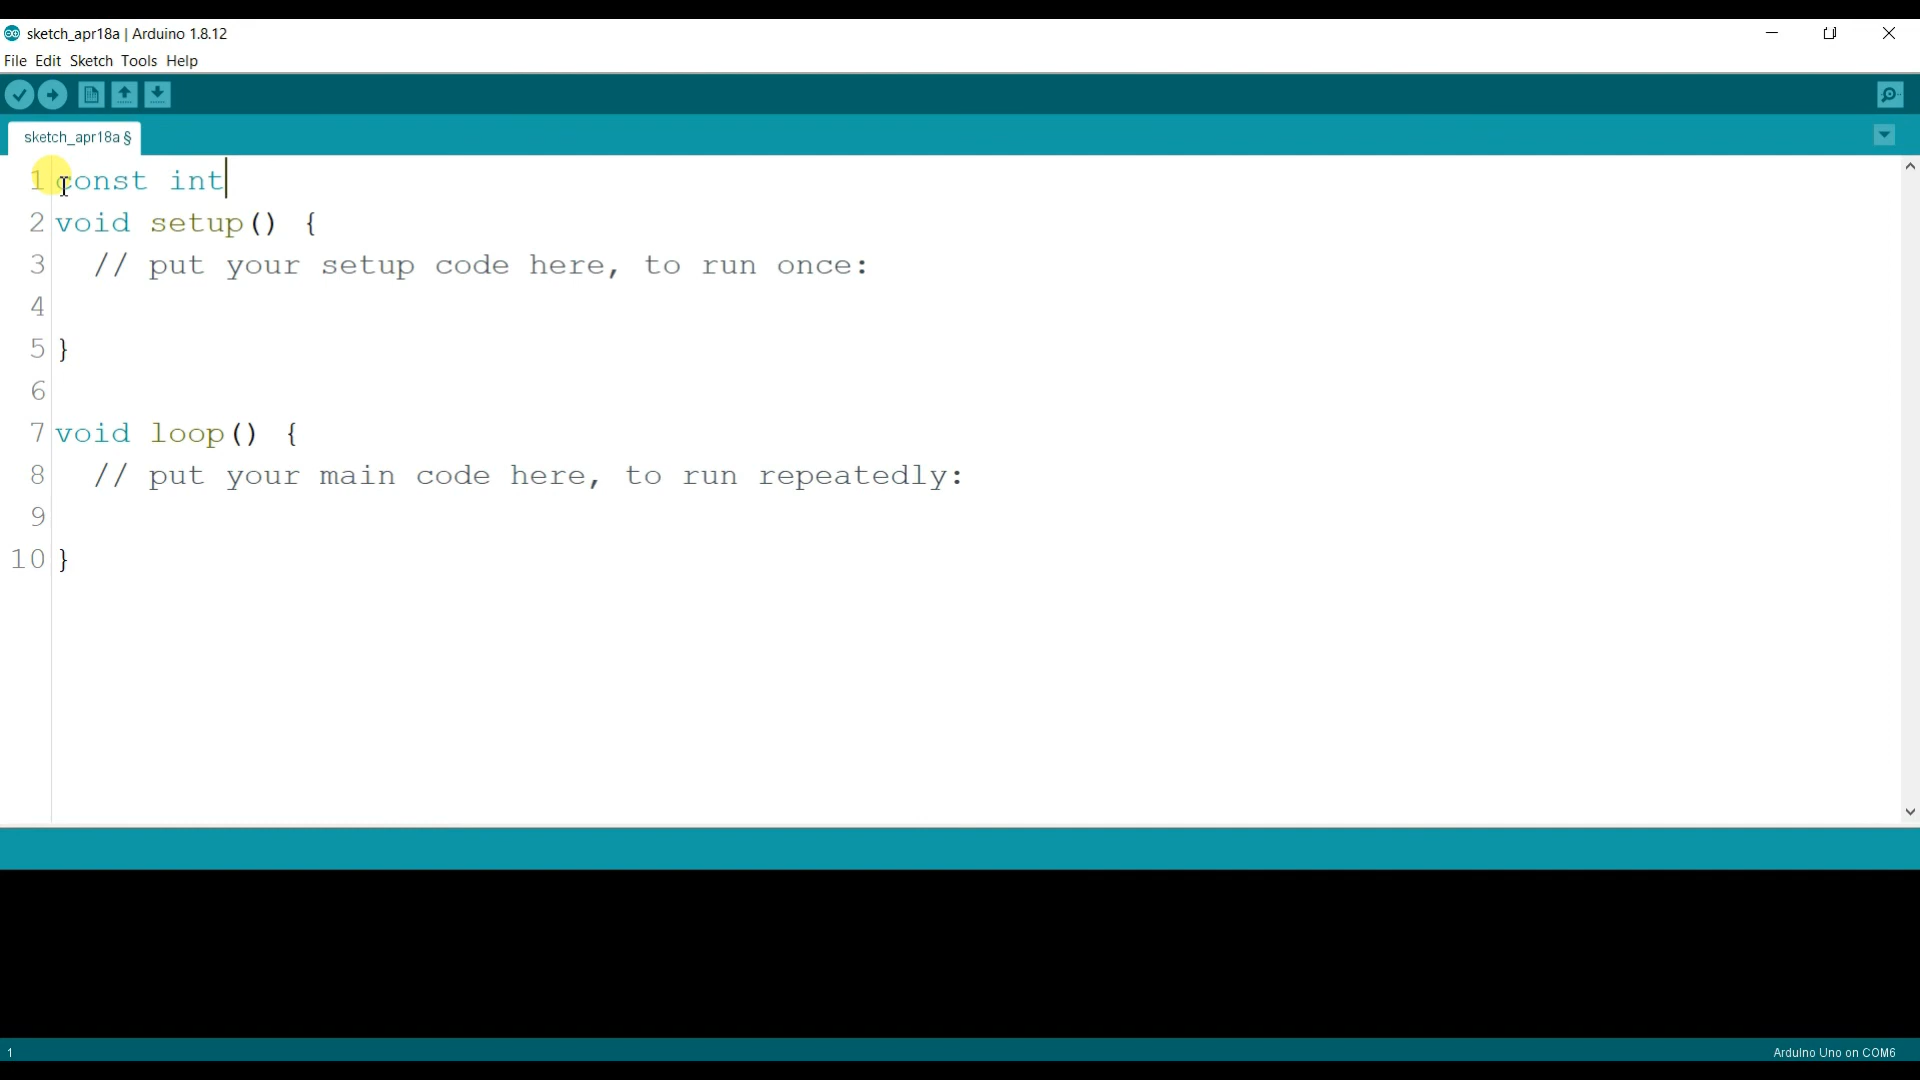 sketch_apr18a | Arduino 1.8.12
File Edit Sketch Tools Help
sketch_apr18a §
1 const int
2 void setup() {
3 // put your setup code here, to run once:
4
5 }
6
7 void loop() {
8 // put your main code here, to run repeatedly:
9
10 }
1
Arduino Uno on COM6